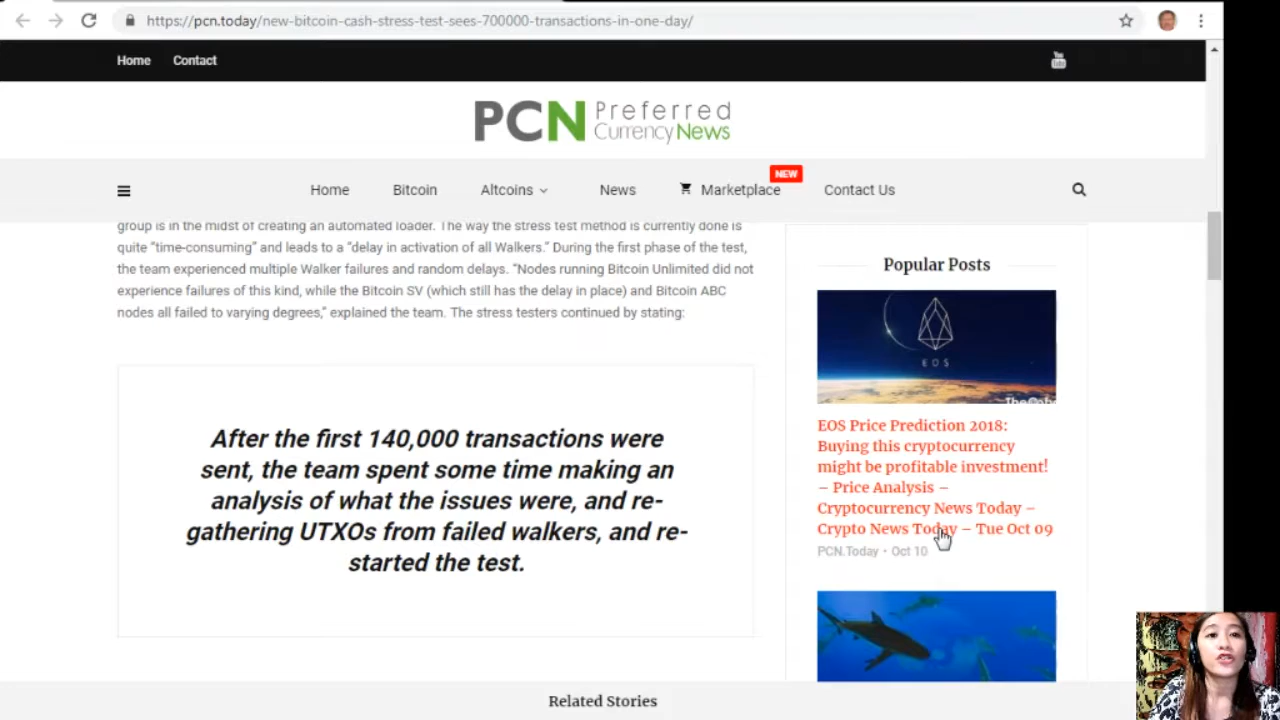 https://pcn.today/new-bitcoin-cash-stress-test-sees-700000-transactions-in-one-day/
Home Contact
You
PCN Preferred
Currency News
Home Bitcoin Altcoins News Marketplace NEW Contact Us
group is in the midst of creating an automated loader. The way the stress test method is currently done is
quite "time-consuming" and leads to a "delay in activation of all Walkers." During the first phase of the test,
the team experienced multiple Walker failures and random delays. "Nodes running Bitcoin Unlimited did not
experience failures of this kind, while the Bitcoin SV (which still has the delay in place) and Bitcoin ABC
nodes all failed to varying degrees," explained the team. The stress testers continued by stating:
After the first 140,000 transactions were
sent, the team spent some time making an
analysis of what the issues were, and re-
gathering UTXOs from failed walkers, and re-
started the test.
Popular Posts
EOS
EOS Price Prediction 2018:
Buying this cryptocurrency
might be profitable investment!
– Price Analysis –
Cryptocurrency News Today –
Crypto News Today – Tue Oct 09
PCN.Today • Oct 10
Related Stories